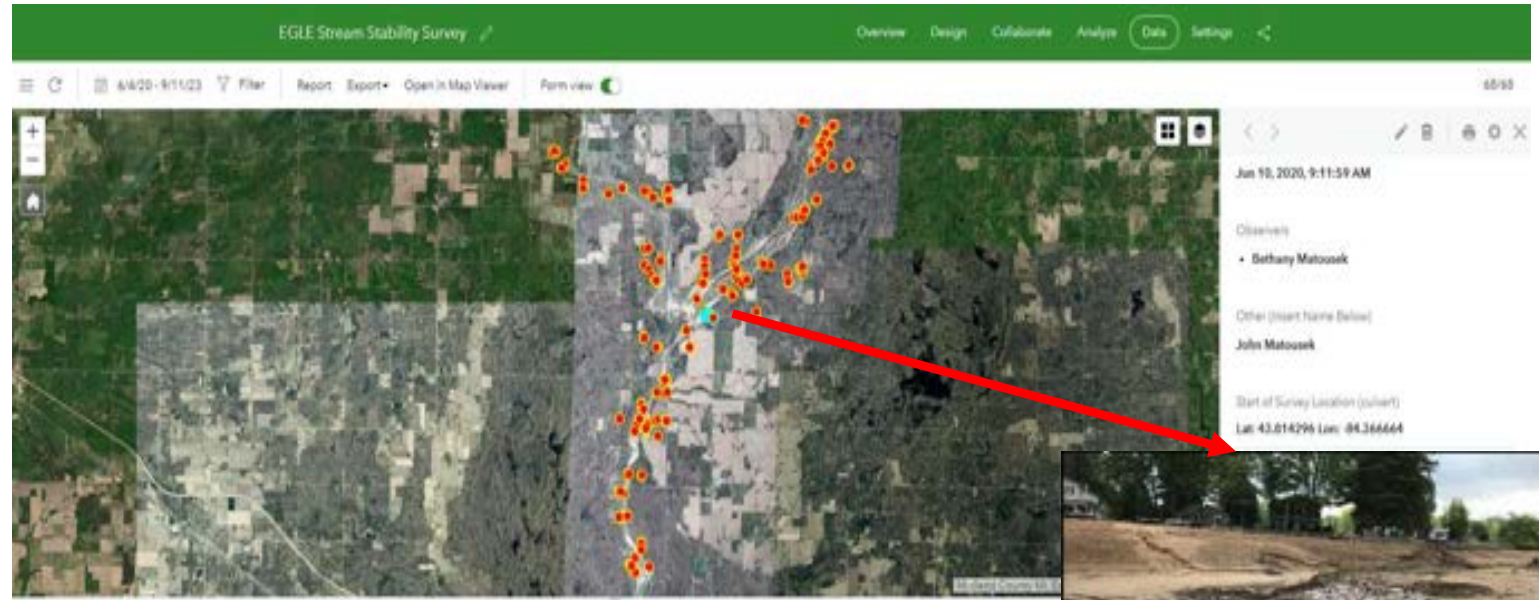 EGLE Stream Stability Survey
Overview Design Collaborate Analyze Data Settings
6/4/20 - 9/11/23 Filter Report Export Open in Map Viewer Form view
Jun 10, 2020, 9:11:59 AM
Observers
• Bethany Matousek
Other (Insert Name Below)
John Matousek
Start of Survey Location (culvert)
Lat: 43.814296 Lon: -84.366664